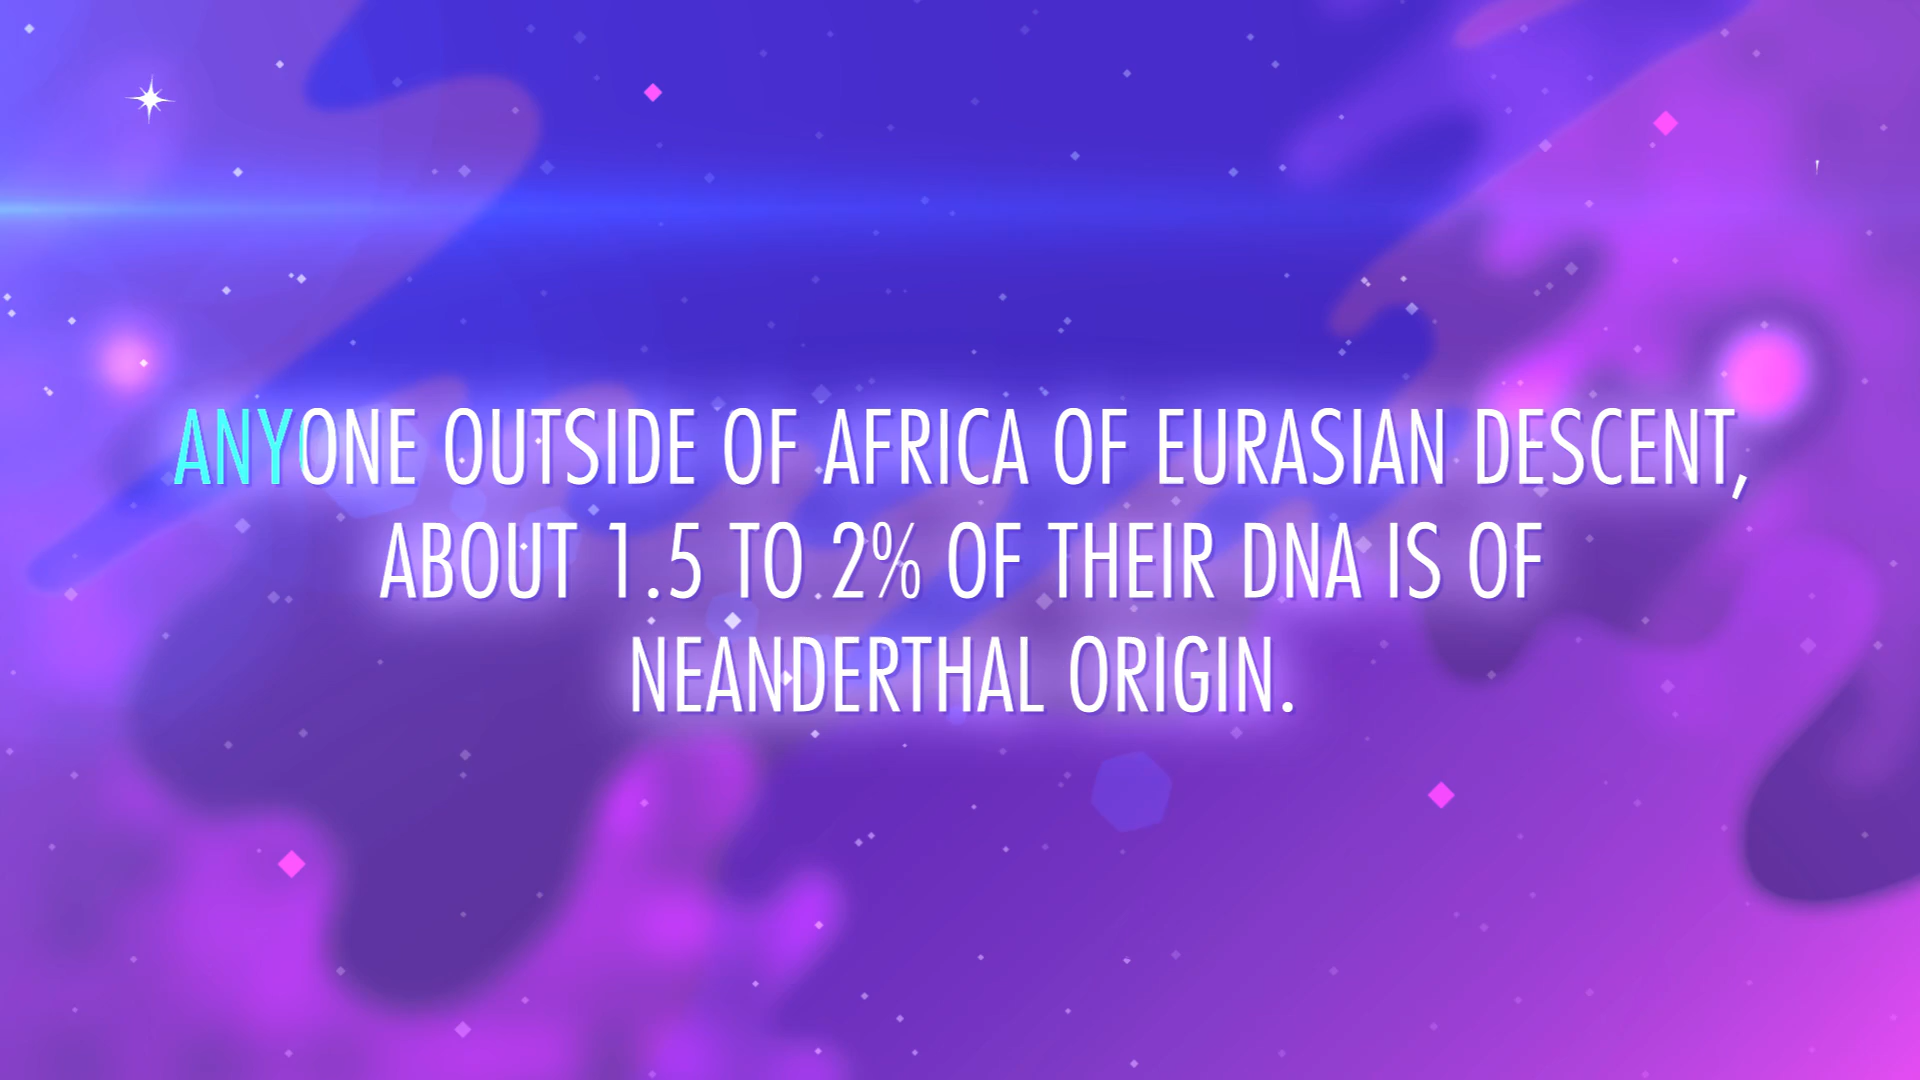 ANYONE OUTSIDE OF AFRICA OF EURASIAN DESCENT,
ABOUT 1.5 TO 2% OF THEIR DNA IS OF
NEANDERTHAL ORIGIN.